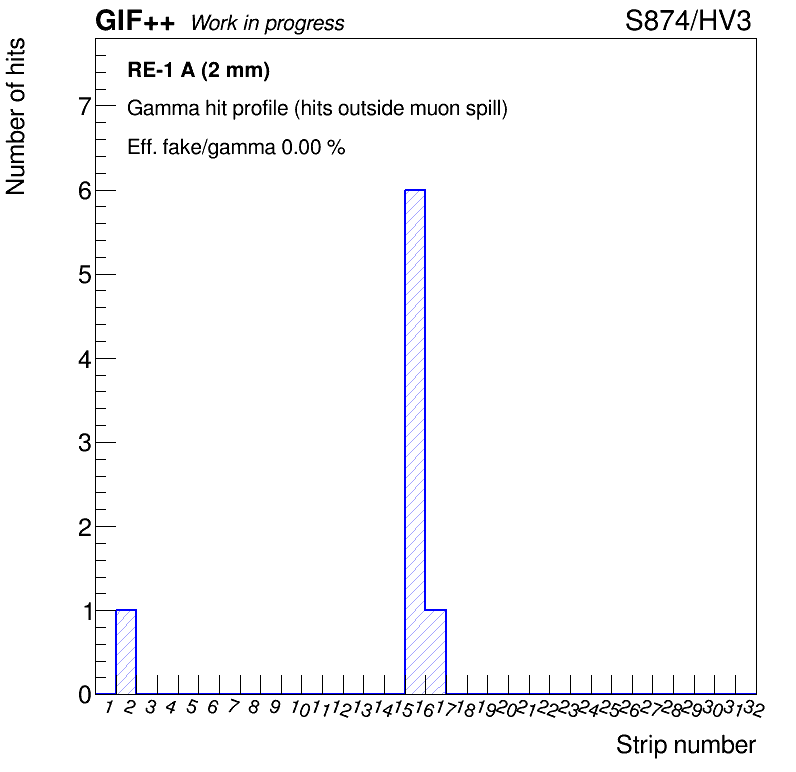 GIF++ Work in progress S874/HV3
Number of hits
RE-1 A (2 mm)
Gamma hit profile (hits outside muon spill)
Eff. fake/gamma 0.00 %
7
6
5
4
3
2
1
0
1 2 3 4 5 6 7 8 9 10 11 12 13 14 15 16 17 18 19 20 21 22 23 24 25 26 27 28 29 30 31 32
Strip number